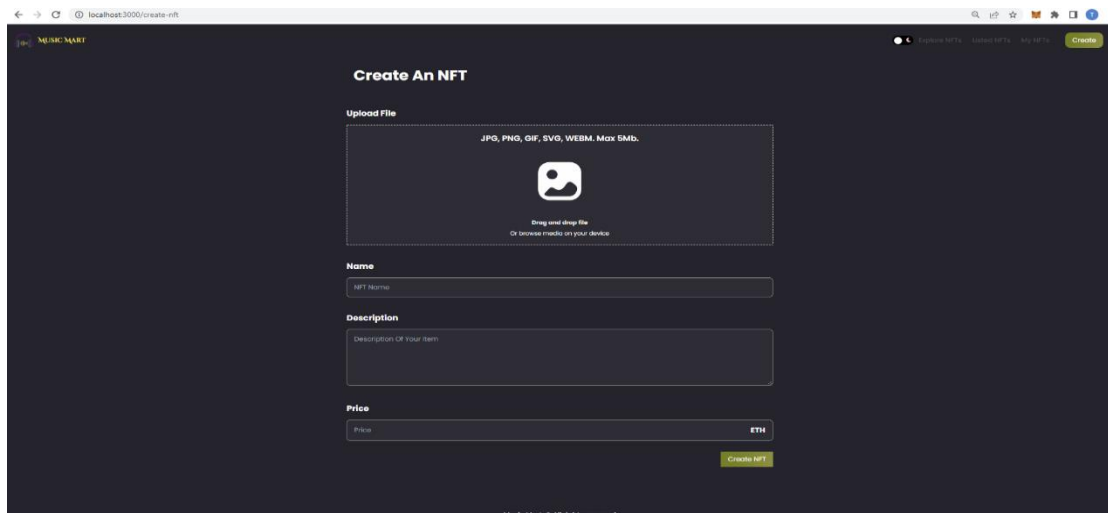 localhost:3000/create-nft
MUSIC MART
Explore NFTs Listed NFTs My NFTs Create
Create An NFT
Upload File
JPG, PNG, GIF, SVG, WEBM. Max 5Mb.
Drag and drop file
Or browse media on your device
Name
NFT Name
Description
Description Of Your Item
Price
Price ETH
Create NFT